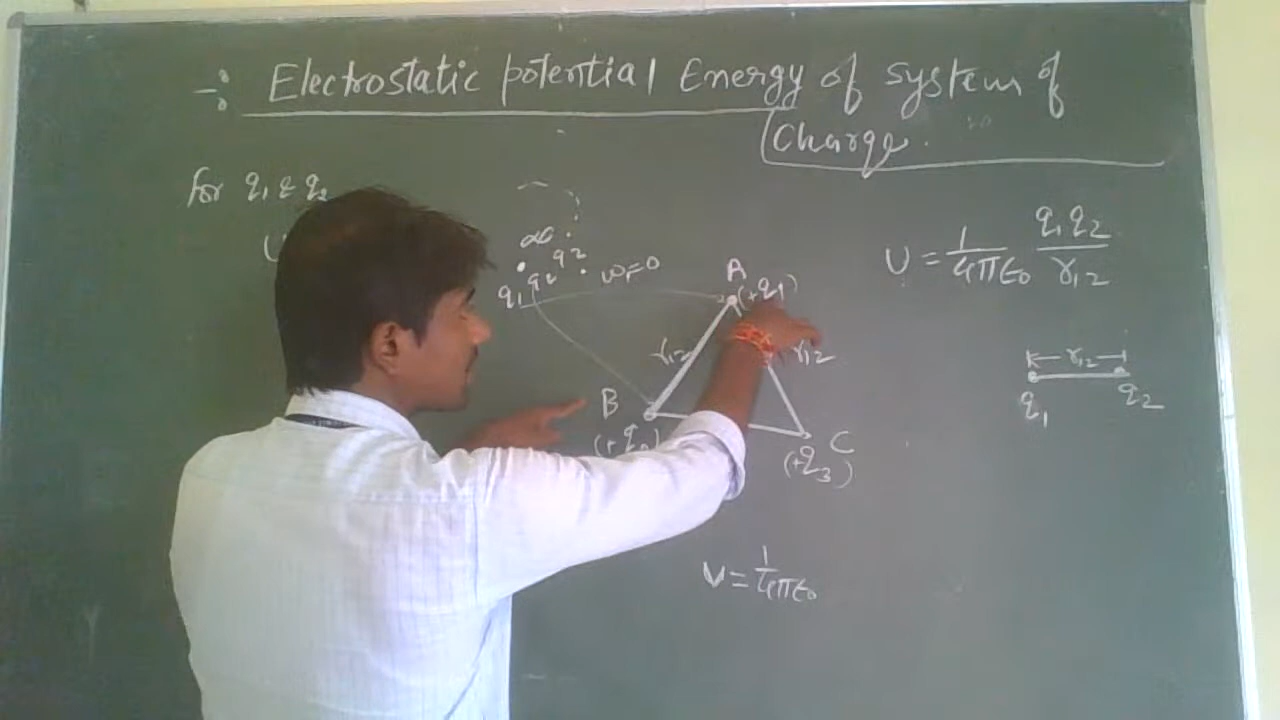 ÷ Electrostatic potential Energy of system of
Charge.
for q₁ & q₂
U
∞
q₁ q₂ q₂
w₁=0
A
(+q₁)
U = 1/4πϵ₀ q₁q₂/r₁₂
r₁₂
r₁₂
r₁₂
q₁ q₂
B
(+q₂)
C
(+q₃)
V = 1/4πϵ₀